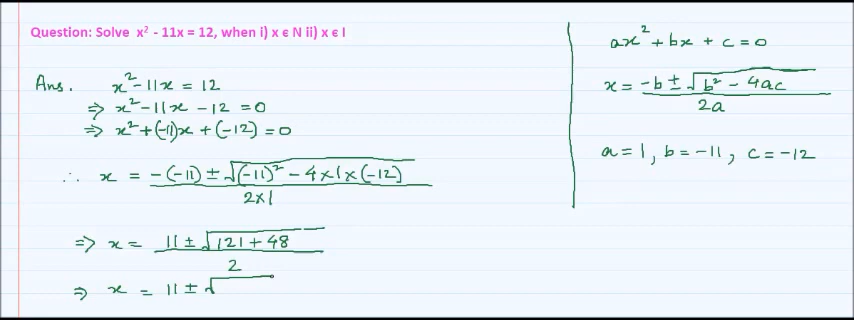 Question: Solve x² - 11x = 12, when i) x ϵ N ii) x ϵ I
Ans. x² - 11x = 12
⇒ x² - 11x - 12 = 0
⇒ x² + (-11)x + (-12) = 0
∴ x = -(-11) ± √(-11)² - 4×1×(-12)
2×1
⇒ x = 11 ± √121 + 48
2
⇒ x = 11 ± √
ax² + bx + c = 0
x = -b ± √b² - 4ac
2a
a = 1, b = -11, c = -12